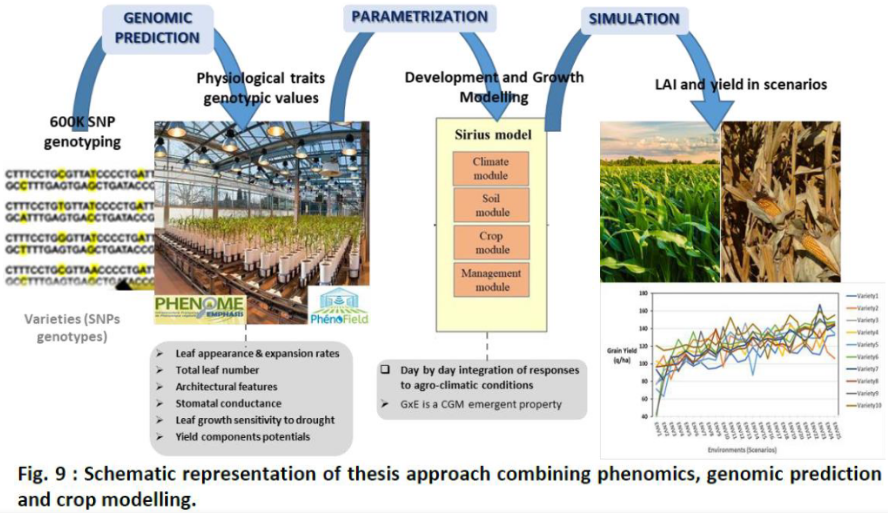 GENOMIC
PREDICTION
PARAMETRIZATION
SIMULATION
Physiological traits
genotypic values
Development and Growth
Modelling
LAI and yield in scenarios
600K SNP
genotyping
CTTTCCTGCGTTATCCCCTGATT
GCCTTTGAGTGAGCTGATACCG
CTTTCCTGTGTTATCCCCTGATT
GCATTTGAGTGACCTGATACCG
CTTTCCTGGGTTATCCCCTGATT
GCTTTTGAGTGAGCTGATACCG
CTTTCCTGCGTTAACCCCTGATT
GCCTTTGAGTGAGCTGATACCG
Varieties (SNPs
genotypes)
PHENOME
EMPHASIS
PhénoField
Sirius model
Climate
module
Soil
module
Crop
module
Management
module
Leaf appearance & expansion rates
Total leaf number
Architectural features
Stomatal conductance
Leaf growth sensitivity to drought
Yield components potentials
Day by day integration of responses
to agro-climatic conditions
GxE is a CGM emergent property
Grain Yield
(q/ha)
180
160
140
120
100
80
60
40
Environments (Scenarios)
Variety1
Variety2
Variety3
Variety4
Variety5
Variety6
Variety7
Variety8
Variety9
Variety10
Fig. 9 : Schematic representation of thesis approach combining phenomics, genomic prediction
and crop modelling.